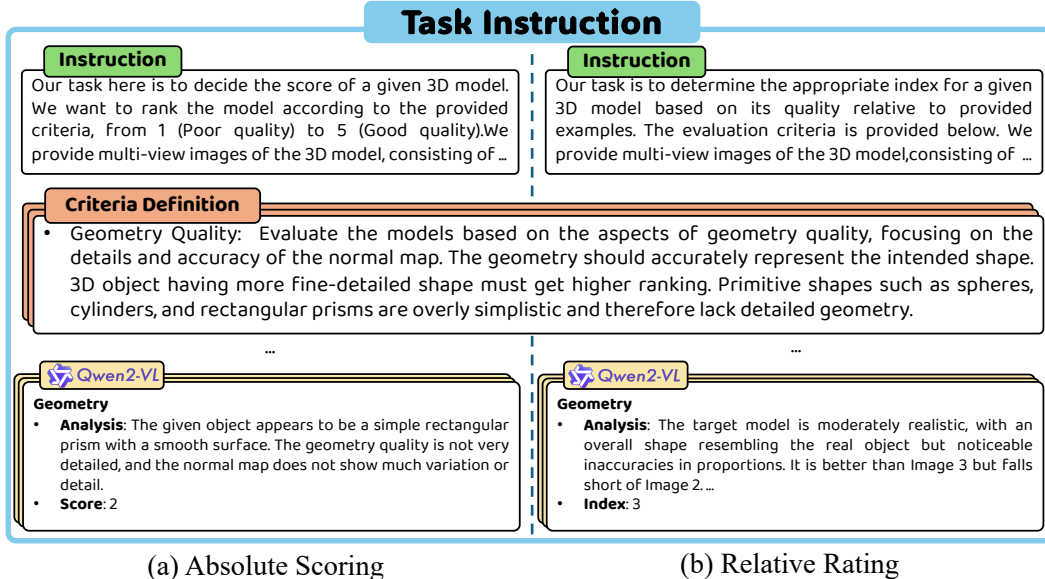 Task Instruction
Instruction
Our task here is to decide the score of a given 3D model.
We want to rank the model according to the provided
criteria, from 1 (Poor quality) to 5 (Good quality).We
provide multi-view images of the 3D model, consisting of ...
Instruction
Our task is to determine the appropriate index for a given
3D model based on its quality relative to provided
examples. The evaluation criteria is provided below. We
provide multi-view images of the 3D model,consisting of ...
Criteria Definition
• Geometry Quality: Evaluate the models based on the aspects of geometry quality, focusing on the
details and accuracy of the normal map. The geometry should accurately represent the intended shape.
3D object having more fine-detailed shape must get higher ranking. Primitive shapes such as spheres,
cylinders, and rectangular prisms are overly simplistic and therefore lack detailed geometry.
...
...
Qwen2-VL
Geometry
• Analysis: The given object appears to be a simple rectangular
prism with a smooth surface. The geometry quality is not very
detailed, and the normal map does not show much variation or
detail.
• Score: 2
Qwen2-VL
Geometry
• Analysis: The target model is moderately realistic, with
an overall shape resembling the real object but noticeable
inaccuracies in proportions. It is better than Image 3 but falls
short of Image 2. ...
• Index: 3
(a) Absolute Scoring
(b) Relative Rating